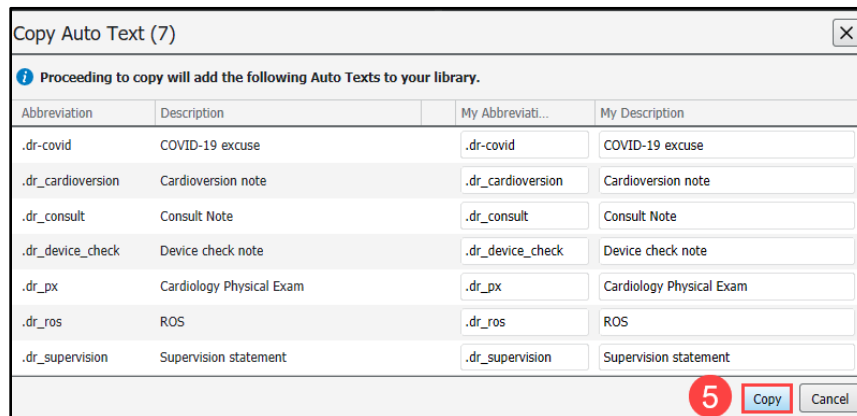 Copy Auto Text (7)
Proceeding to copy will add the following Auto Texts to your library.
Abbreviation Description My Abbreviati... My Description
.dr-covid COVID-19 excuse .dr-covid COVID-19 excuse
.dr_cardioversion Cardioversion note .dr_cardioversion Cardioversion note
.dr_consult Consult Note .dr_consult Consult Note
.dr_device_check Device check note .dr_device_check Device check note
.dr_px Cardiology Physical Exam .dr_px Cardiology Physical Exam
.dr_ros ROS .dr_ros ROS
.dr_supervision Supervision statement .dr_supervision Supervision statement
5 Copy Cancel